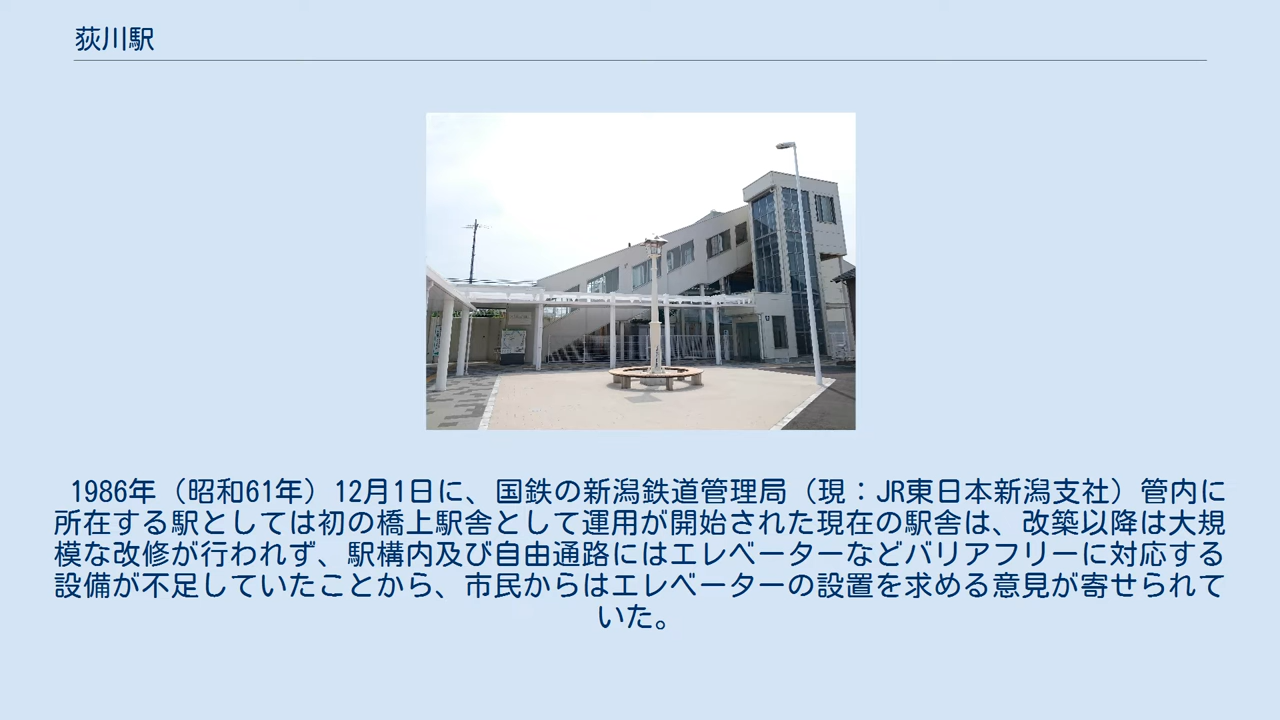 荻川駅
1986年（昭和61年）12月1日に、国鉄の新潟鉄道管理局（現：JR東日本新潟支社）管内に
所在する駅としては初の橋上駅舎として運用が開始された現在の駅舎は、改築以降は大規
模な改修が行われず、駅構内及び自由通路にはエレベーターなどバリアフリーに対応する
設備が不足していたことから、市民からはエレベーターの設置を求める意見が寄せられて
いた。